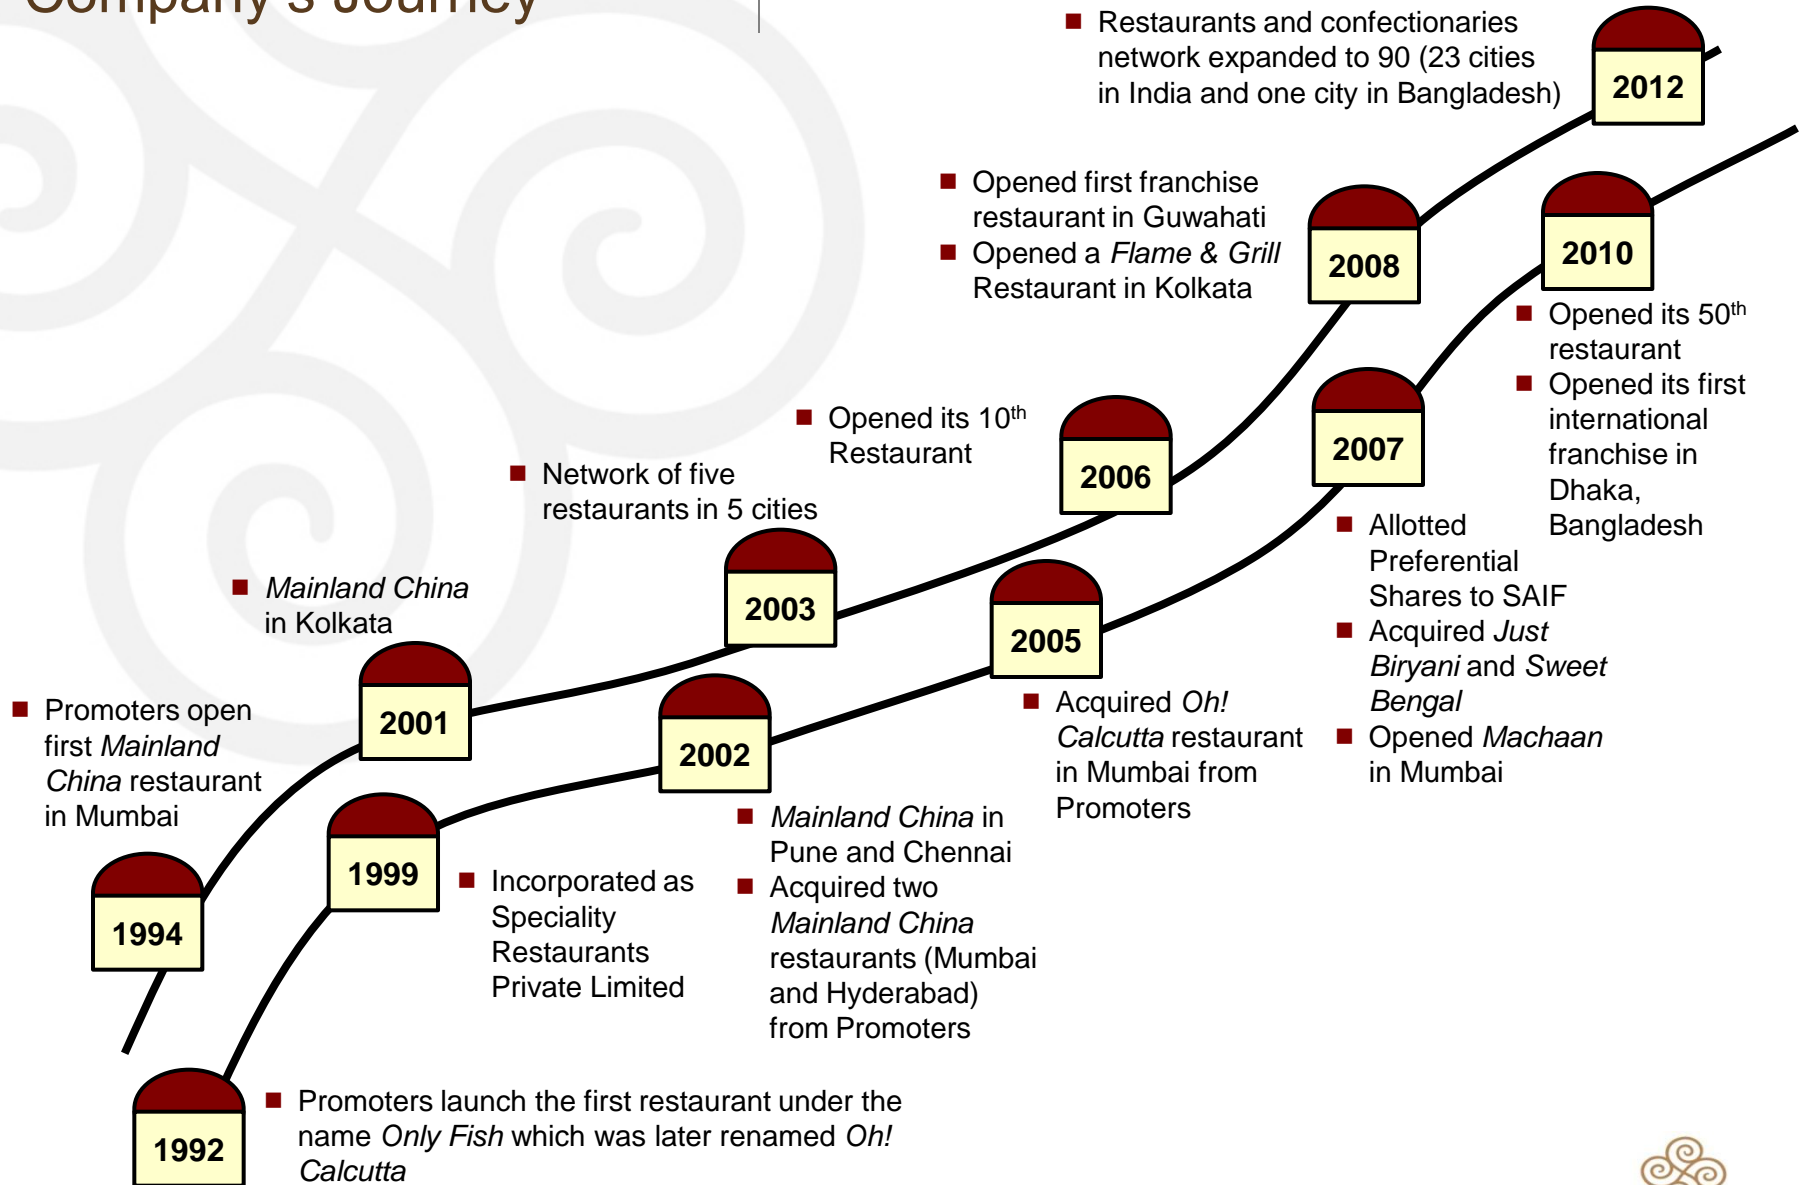 Company's Journey
Restaurants and confectionaries
network expanded to 90 (23 cities
in India and one city in Bangladesh)
2012
Opened first franchise
restaurant in Guwahati
Opened a Flame & Grill
Restaurant in Kolkata
2008
2010
Opened its 50th
restaurant
Opened its first
international
franchise in
Dhaka,
Bangladesh
Opened its 10th
Restaurant
2006
2007
Allotted
Preferential
Shares to SAIF
Acquired Just
Biryani and Sweet
Bengal
Opened Machaan
in Mumbai
Network of five
restaurants in 5 cities
2003
2005
Acquired Oh!
Calcutta restaurant
in Mumbai from
Promoters
Mainland China
in Kolkata
2001
2002
Mainland China in
Pune and Chennai
Acquired two
Mainland China
restaurants (Mumbai
and Hyderabad)
from Promoters
Promoters open
first Mainland
China restaurant
in Mumbai
1994
1999
Incorporated as
Speciality
Restaurants
Private Limited
1992
Promoters launch the first restaurant under the
name Only Fish which was later renamed Oh!
Calcutta